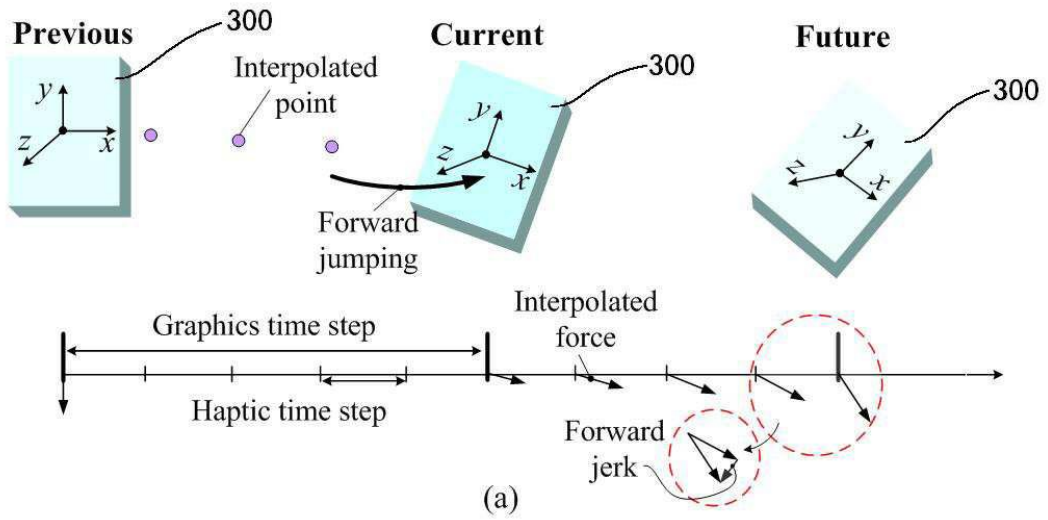 Previous
300
Current
300
Future
300
Interpolated
point
y
x
z
y
x
z
y
x
z
Forward
jumping
Graphics time step
Interpolated
force
Haptic time step
Forward
jerk
(a)